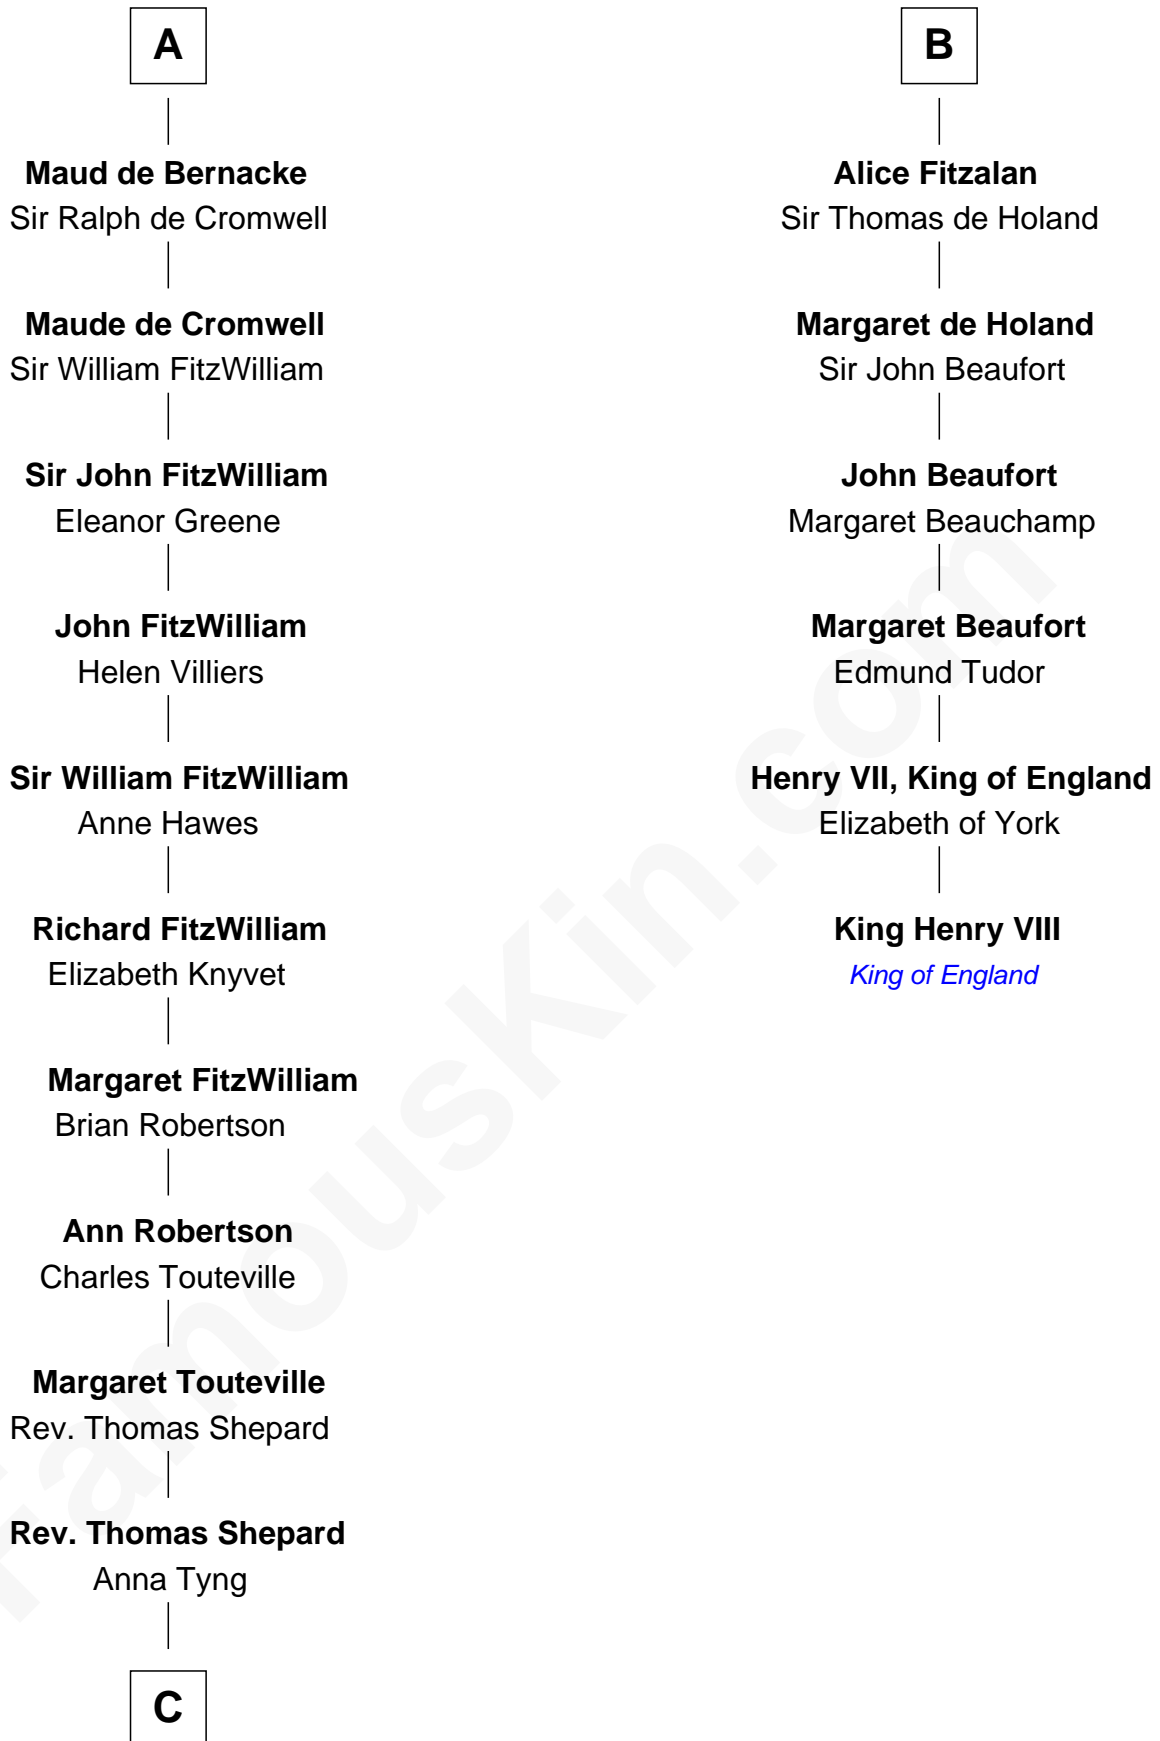 A
Maud de Bernacke
Sir Ralph de Cromwell
Maude de Cromwell
Sir William FitzWilliam
Sir John FitzWilliam
Eleanor Greene
John FitzWilliam
Helen Villiers
Sir William FitzWilliam
Anne Hawes
Richard FitzWilliam
Elizabeth Knyvet
Margaret FitzWilliam
Brian Robertson
Ann Robertson
Charles Touteville
Margaret Touteville
Rev. Thomas Shepard
Rev. Thomas Shepard
Anna Tyng
C
B
Alice Fitzalan
Sir Thomas de Holand
Margaret de Holand
Sir John Beaufort
John Beaufort
Margaret Beauchamp
Margaret Beaufort
Edmund Tudor
Henry VII, King of England
Elizabeth of York
King Henry VIII
King of England
FamousKin.com